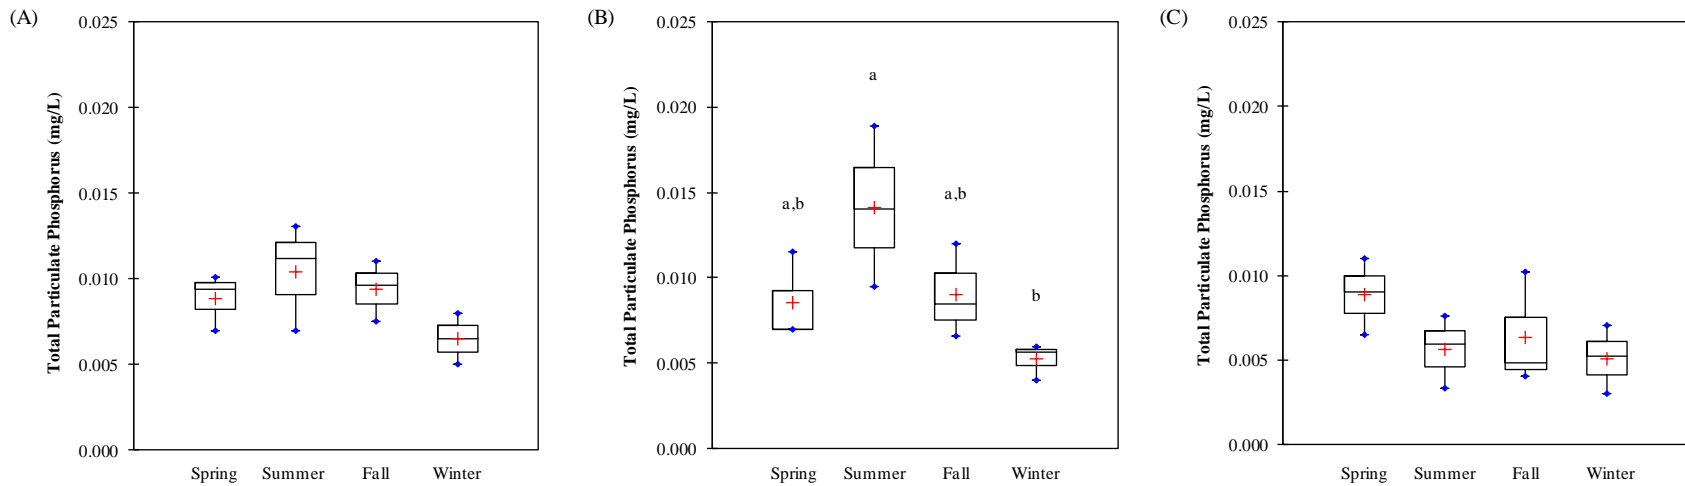 (A)
Total Particulate Phosphorus (mg/L)
0.025
0.020
0.015
0.010
0.005
0.000
Spring Summer Fall Winter
(B)
Total Particulate Phosphorus (mg/L)
0.025
0.020
0.015
0.010
0.005
0.000
a,b
a
a,b
b
Spring Summer Fall Winter
(C)
Total Particulate Phosphorus (mg/L)
0.025
0.020
0.015
0.010
0.005
0.000
Spring Summer Fall Winter